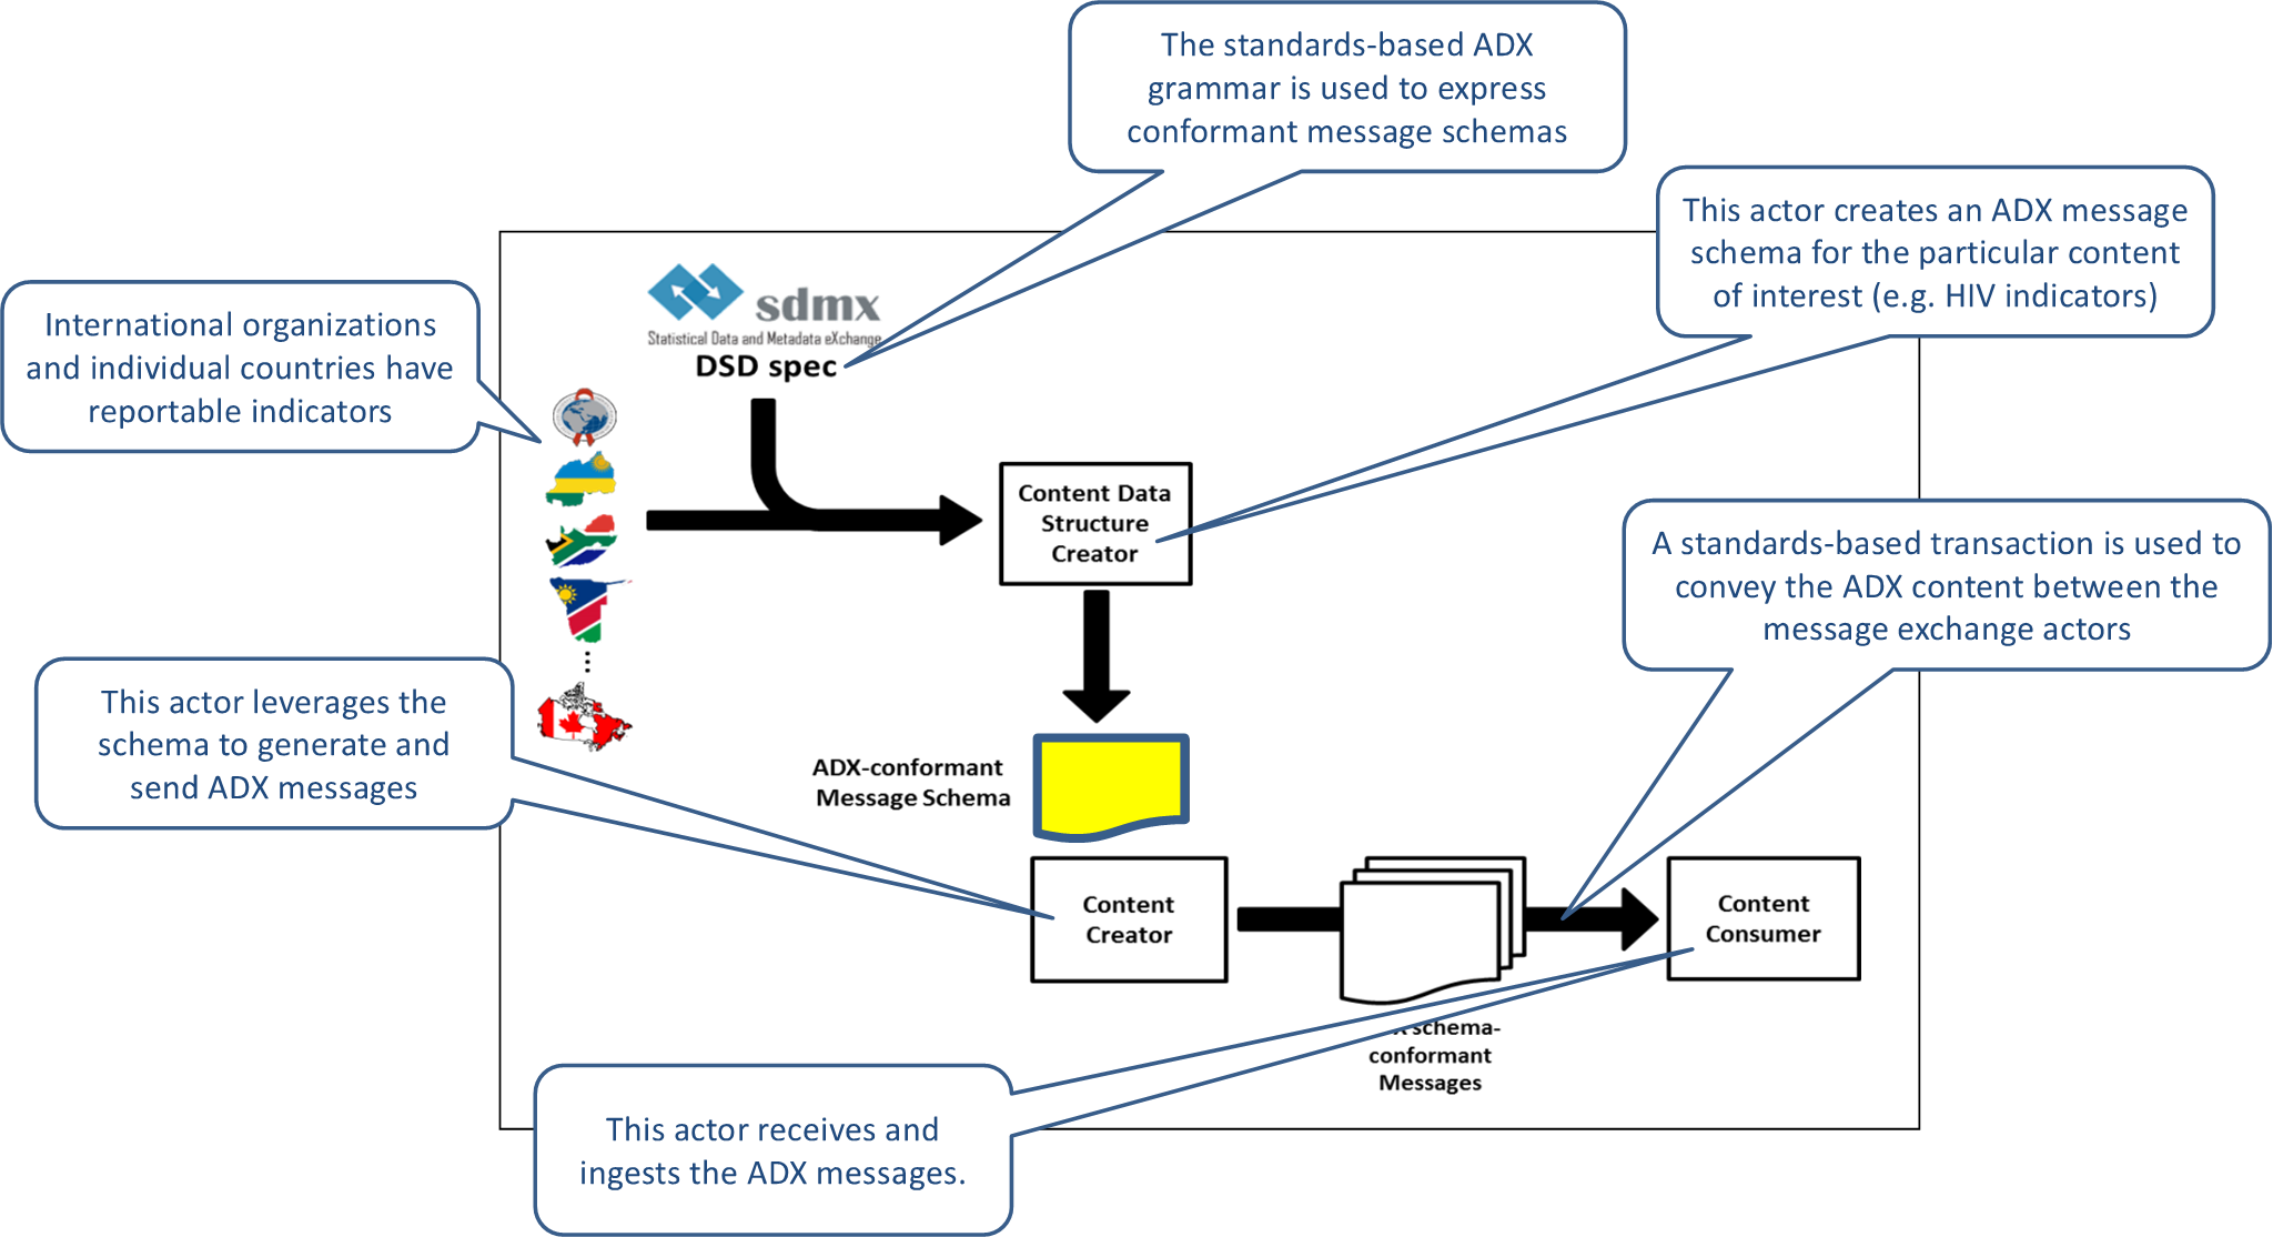 The standards-based ADX
grammar is used to express
conformant message schemas
This actor creates an ADX message
schema for the particular content
of interest (e.g. HIV indicators)
International organizations
and individual countries have
reportable indicators
sdmx
Statistical Data and Metadata eXchange
DSD spec
Content Data
Structure
Creator
A standards-based transaction is used to
convey the ADX content between the
message exchange actors
This actor leverages the
schema to generate and
send ADX messages
ADX-conformant
Message Schema
Content
Creator
Content
Consumer
schema-
conformant
Messages
This actor receives and
ingests the ADX messages.